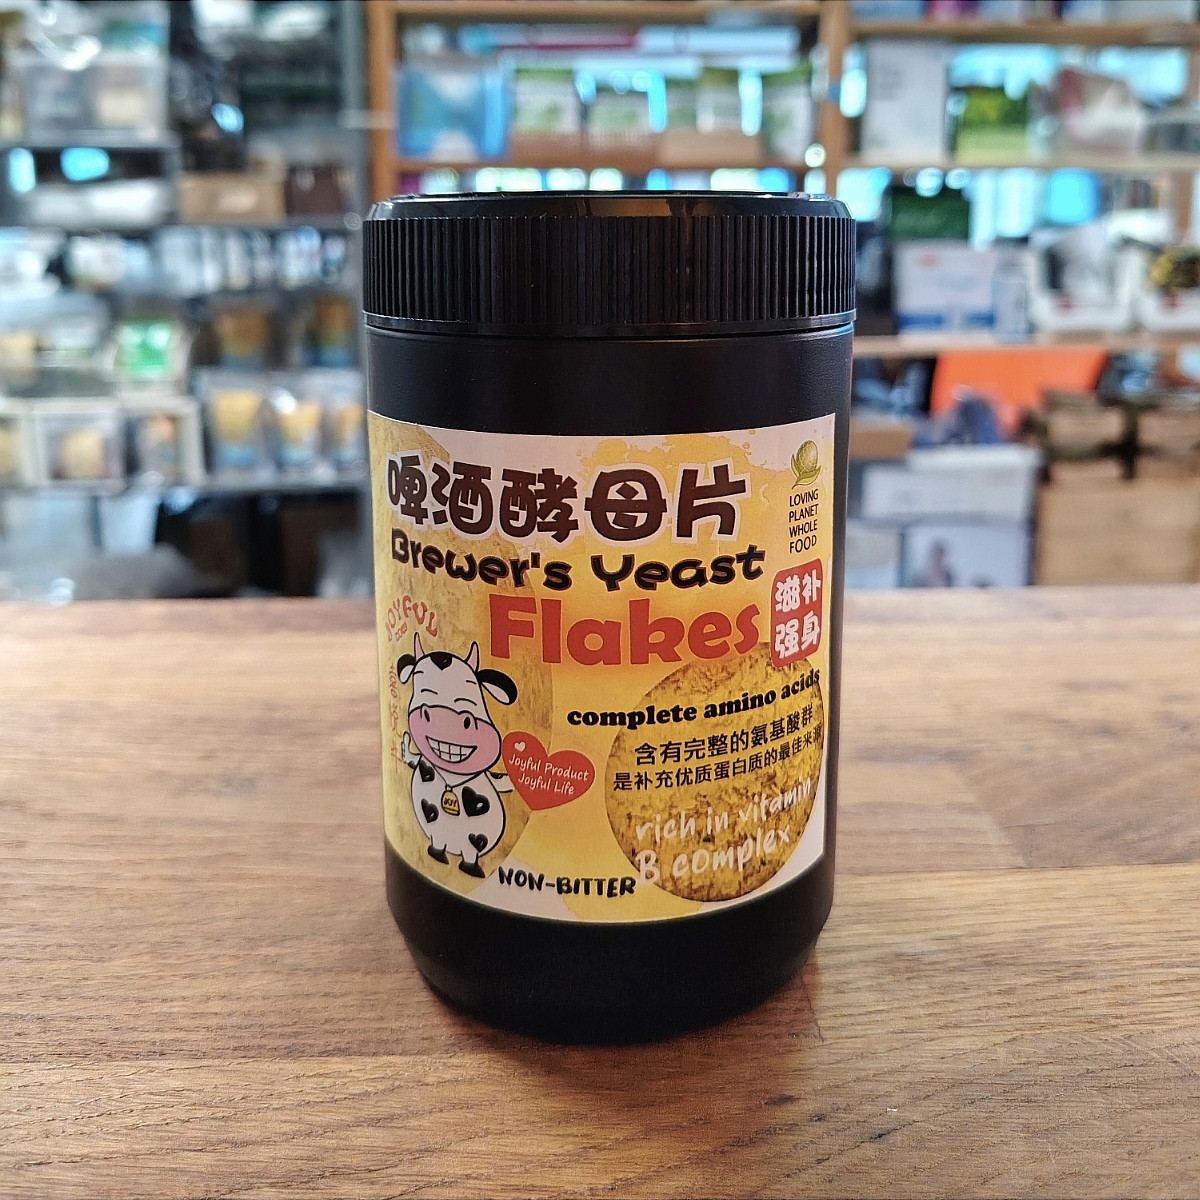 啤酒酵母片
Brewer's Yeast
Flakes
LOVING
PLANET
WHOLE
FOOD
滋补
强身
JOYFUL
complete amino acids
含有完整的氨基酸群
是补充优质蛋白质的最佳来源
Joyful Product
Joyful Life
JOY
rich in vitamin
B complex
NON-BITTER